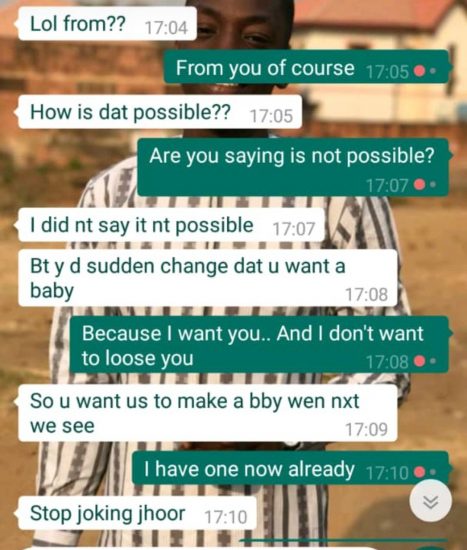 Lol from?? 17:04
From you of course 17:05
How is dat possible?? 17:05
Are you saying is not possible?
17:07
I did nt say it nt possible 17:07
Bt y d sudden change dat u want a
baby 17:08
Because I want you.. And I don't want
to loose you 17:08
So u want us to make a bby wen nxt
we see 17:09
I have one now already 17:10
Stop joking jhoor 17:10